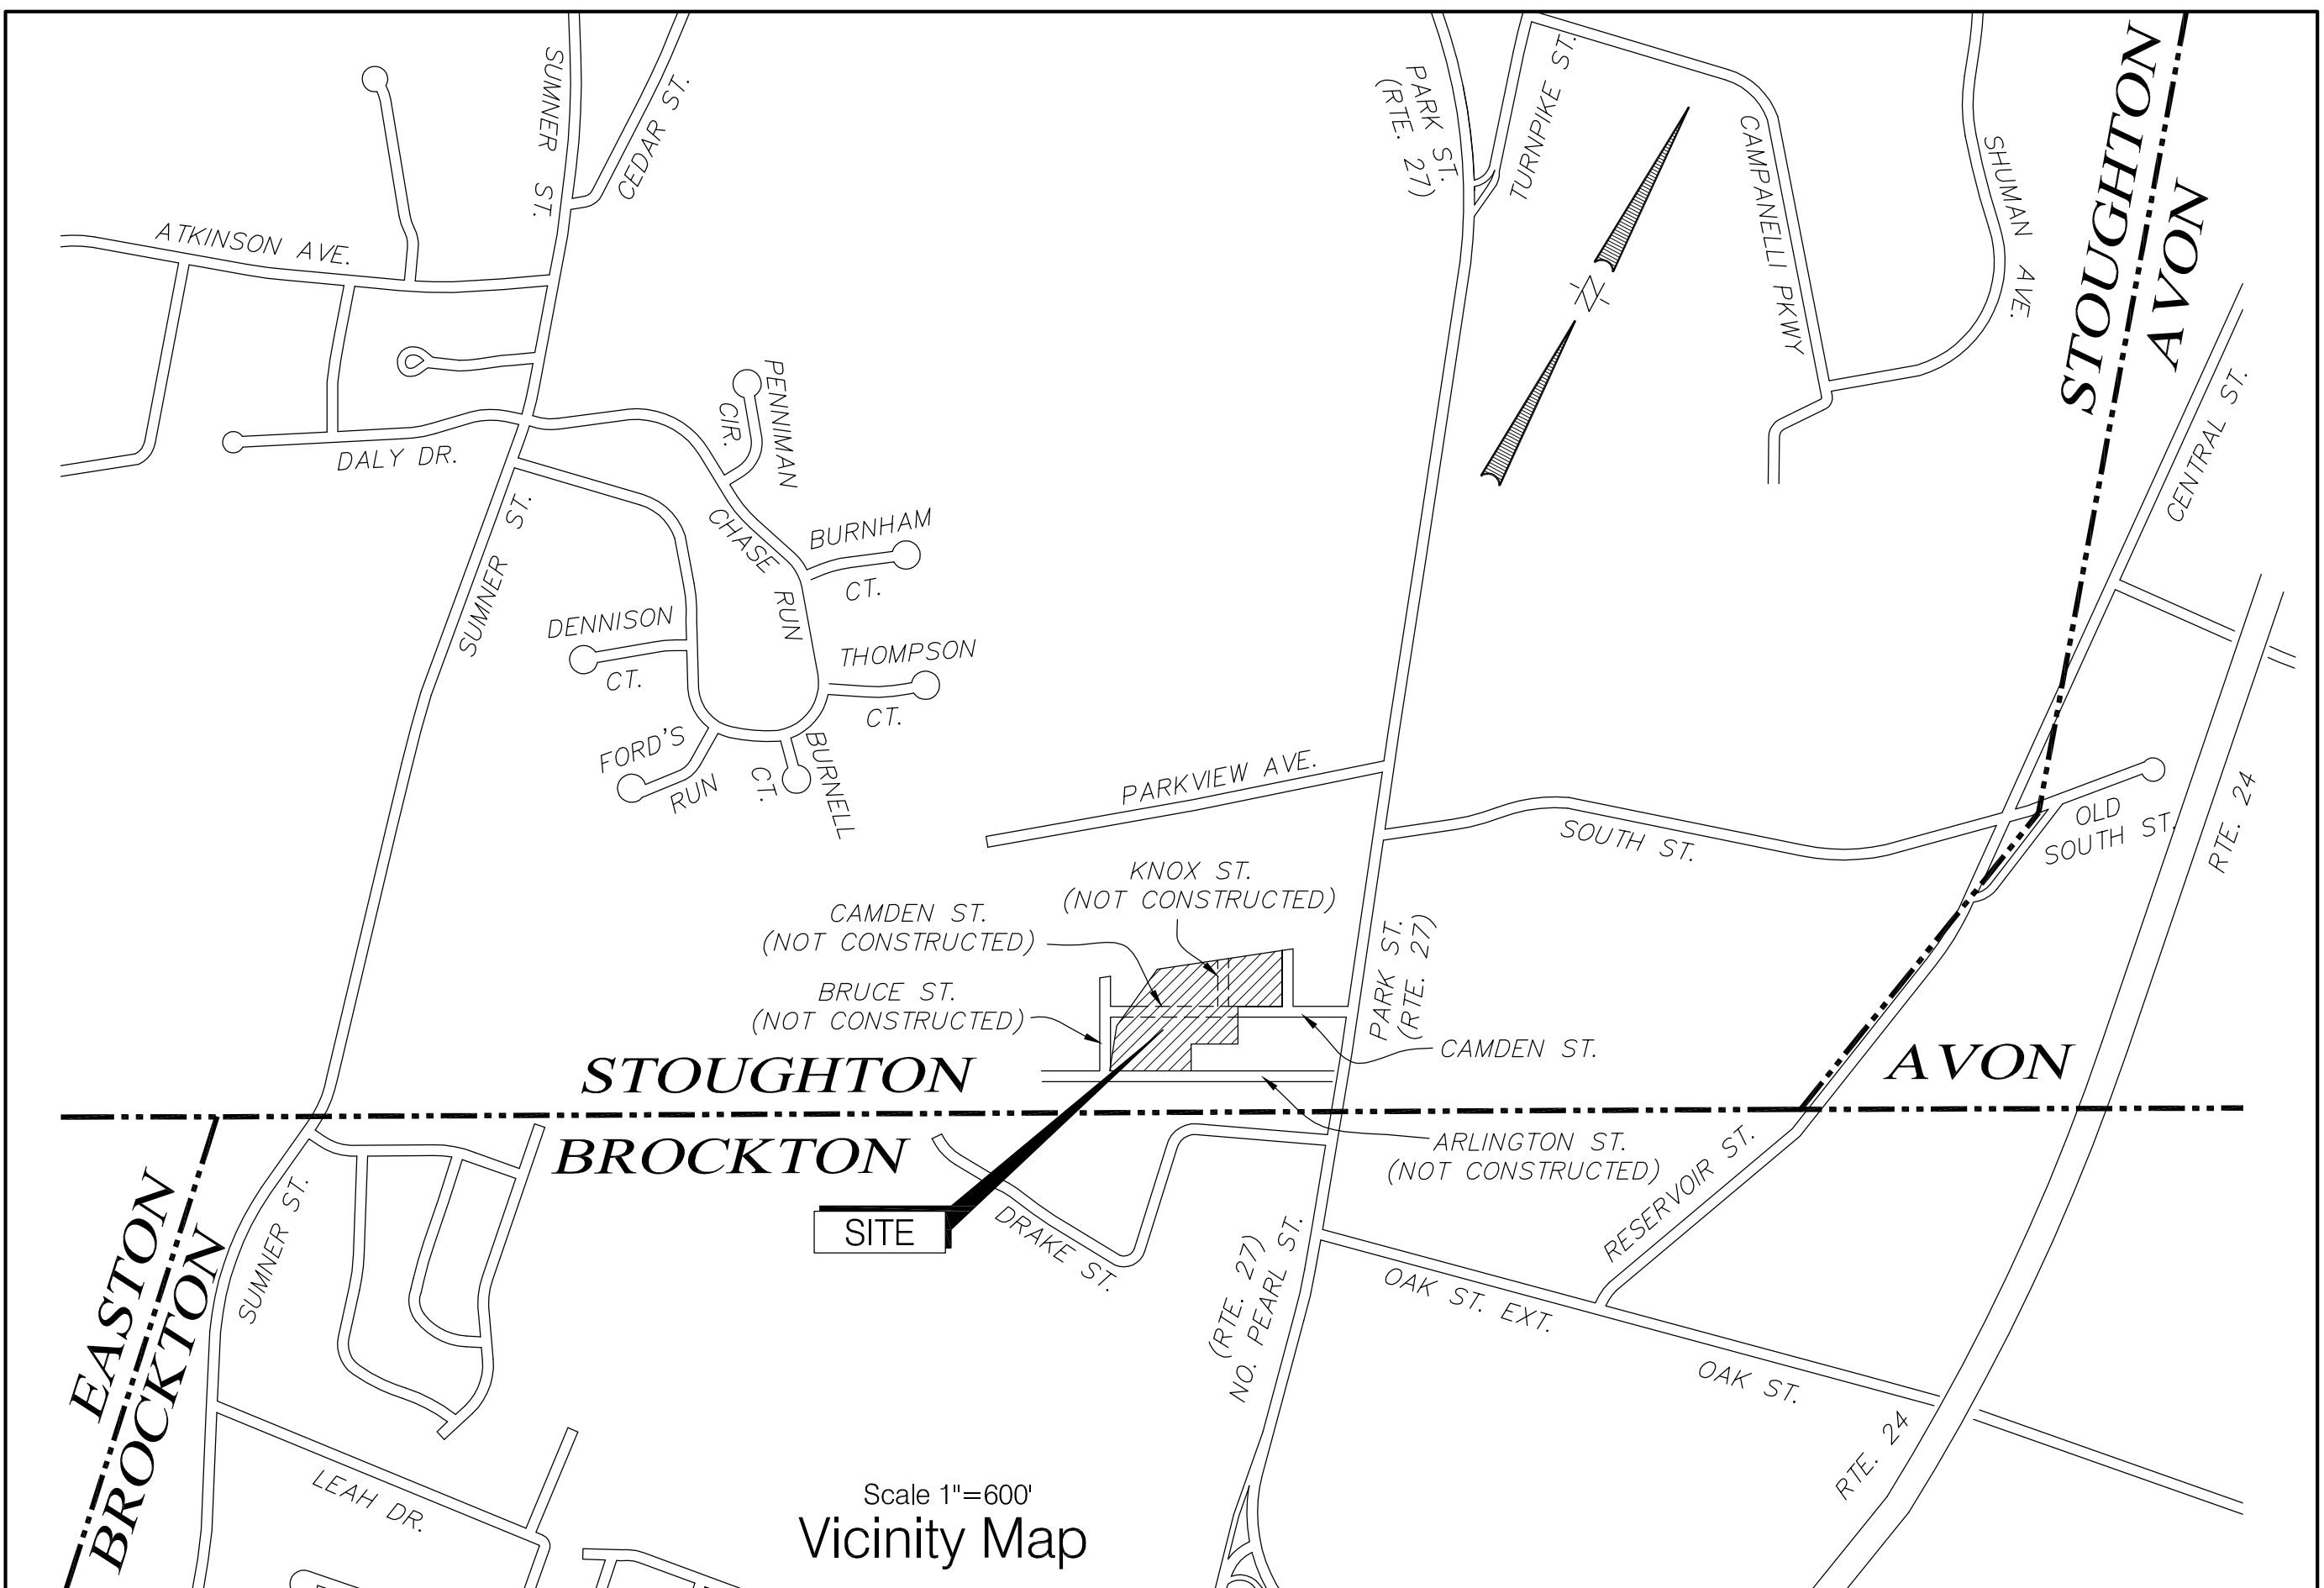 SUMNER ST.
CEDAR ST.
PARK ST.
(RTE. 27)
TURNPIKE ST.
CAMPANELLI PKWY
SHUMAN AVE.
STOUGHTON
AVON
ATKINSON AVE.
N
CENTRAL ST.
PENNIMAN
CIR.
DALY DR.
SUMNER ST.
CHASE RUN
BURNHAM
CT.
DENNISON
CT.
THOMPSON
CT.
FORD'S
RUN
BURNELL
CT.
PARKVIEW AVE.
SOUTH ST.
OLD
SOUTH ST.
RTE. 24
KNOX ST.
(NOT CONSTRUCTED)
CAMDEN ST.
(NOT CONSTRUCTED)
BRUCE ST.
(NOT CONSTRUCTED)
PARK ST.
(RTE. 27)
CAMDEN ST.
STOUGHTON
AVON
BROCKTON
ARLINGTON ST.
(NOT CONSTRUCTED)
RESERVOIR ST.
EASTON
BROCKTON
SUMNER ST.
SITE
DRAKE ST.
(RTE. 27)
NO. PEARL ST.
OAK ST. EXT.
OAK ST.
RTE. 24
LEAH DR.
Scale 1"=600'
Vicinity Map